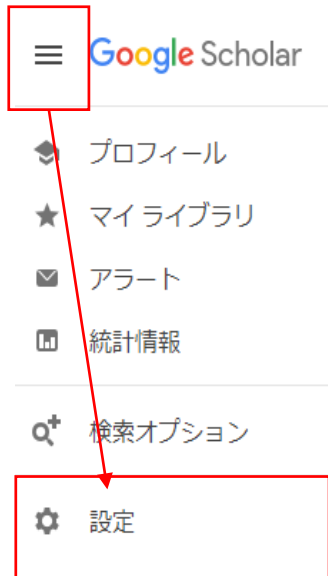 Google Scholar
プロフィール
マイ ライブラリ
アラート
統計情報
検索オプション
設定